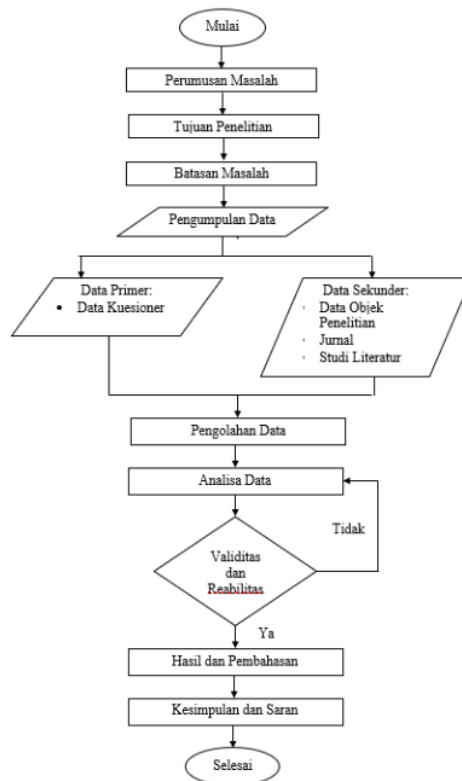 Mulai
Perumusan Masalah
Tujuan Penelitian
Batasan Masalah
Pengumpulan Data
Data Primer:
• Data Kuesioner
Data Sekunder:
· Data Objek
Penelitian
· Jurnal
· Studi Literatur
Pengolahan Data
Analisa Data
Tidak
Validitas
dan
Reabilitas
Ya
Hasil dan Pembahasan
Kesimpulan dan Saran
Selesai